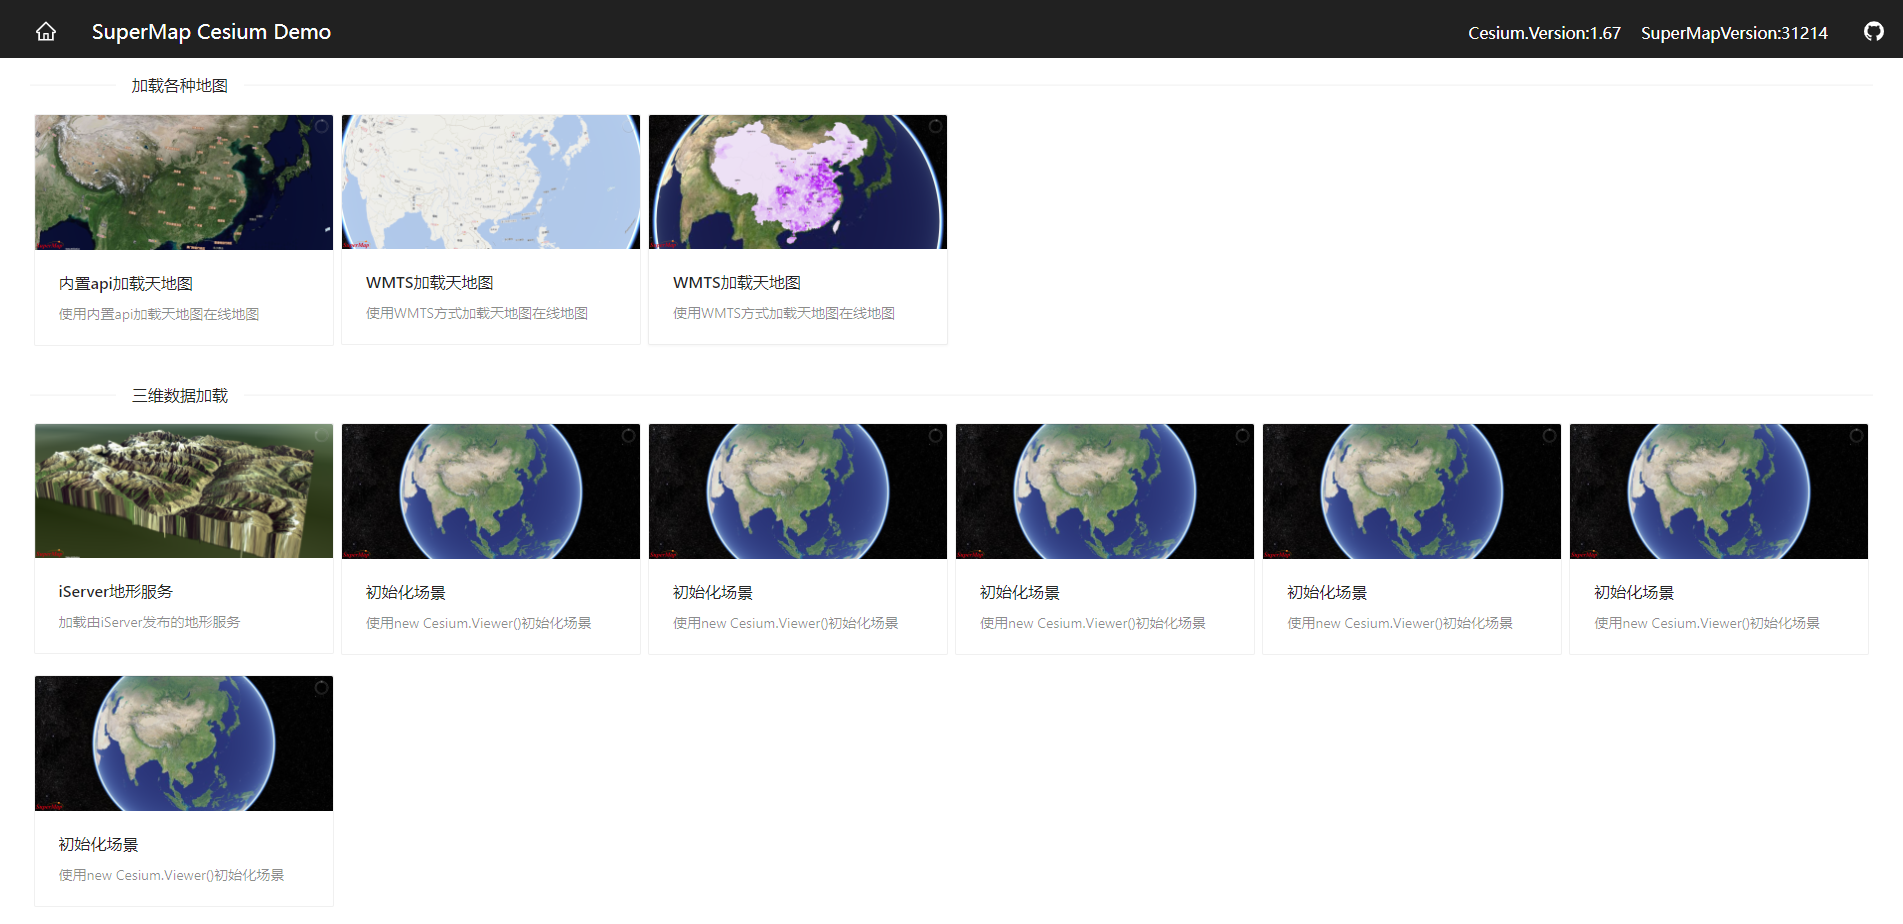 SuperMap Cesium Demo
Cesium.Version:1.67 SuperMapVersion:31214
加载各种地图
内置api加载天地图
使用内置api加载天地图在线地图
WMTS加载天地图
使用WMTS方式加载天地图在线地图
WMTS加载天地图
使用WMTS方式加载天地图在线地图
三维数据加载
iServer地形服务
加载由iServer发布的地形服务
初始化场景
使用new Cesium.Viewer()初始化场景
初始化场景
使用new Cesium.Viewer()初始化场景
初始化场景
使用new Cesium.Viewer()初始化场景
初始化场景
使用new Cesium.Viewer()初始化场景
初始化场景
使用new Cesium.Viewer()初始化场景
初始化场景
使用new Cesium.Viewer()初始化场景